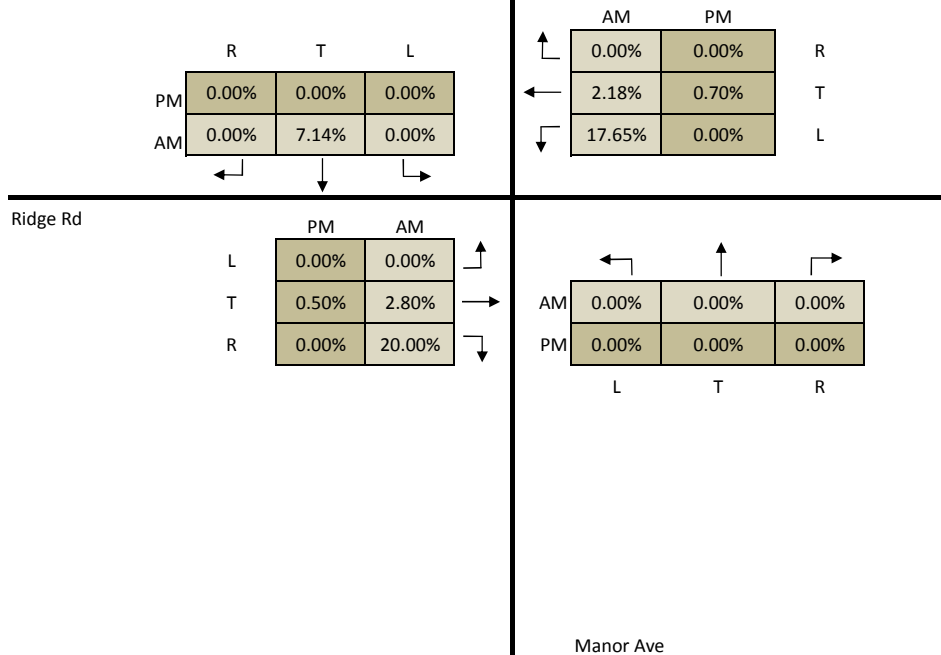 R T L
PM 0.00% 0.00% 0.00%
AM 0.00% 7.14% 0.00%
AM PM
0.00% 0.00% R
2.18% 0.70% T
17.65% 0.00% L
Ridge Rd
PM AM
L 0.00% 0.00%
T 0.50% 2.80%
R 0.00% 20.00%
AM 0.00% 0.00% 0.00%
PM 0.00% 0.00% 0.00%
L T R
Manor Ave